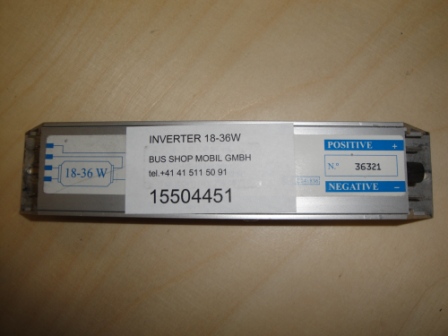 INVERTER 18-36W
BUS SHOP MOBIL GMBH
tel.+41 41 511 50 91
15504451
18-36 W
POSITIVE +
N.° 36321
NEGATIVE -